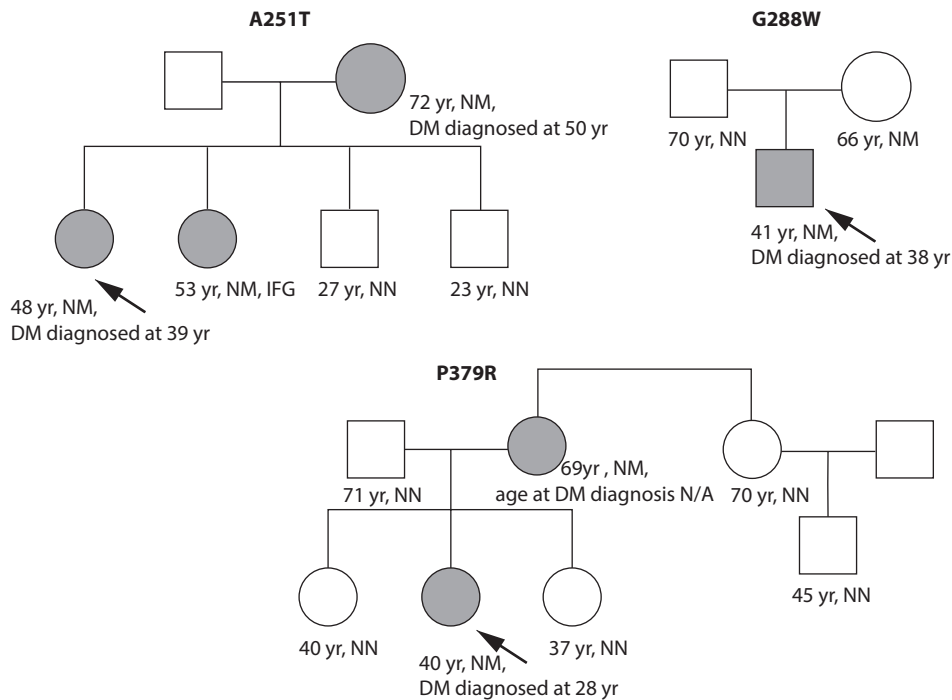 A251T
72 yr, NM,
DM diagnosed at 50 yr
48 yr, NM,
DM diagnosed at 39 yr
53 yr, NM, IFG
27 yr, NN
23 yr, NN
G288W
70 yr, NN
66 yr, NM
41 yr, NM,
DM diagnosed at 38 yr
P379R
71 yr, NN
69yr , NM,
age at DM diagnosis N/A
70 yr, NN
40 yr, NN
40 yr, NM,
DM diagnosed at 28 yr
37 yr, NN
45 yr, NN